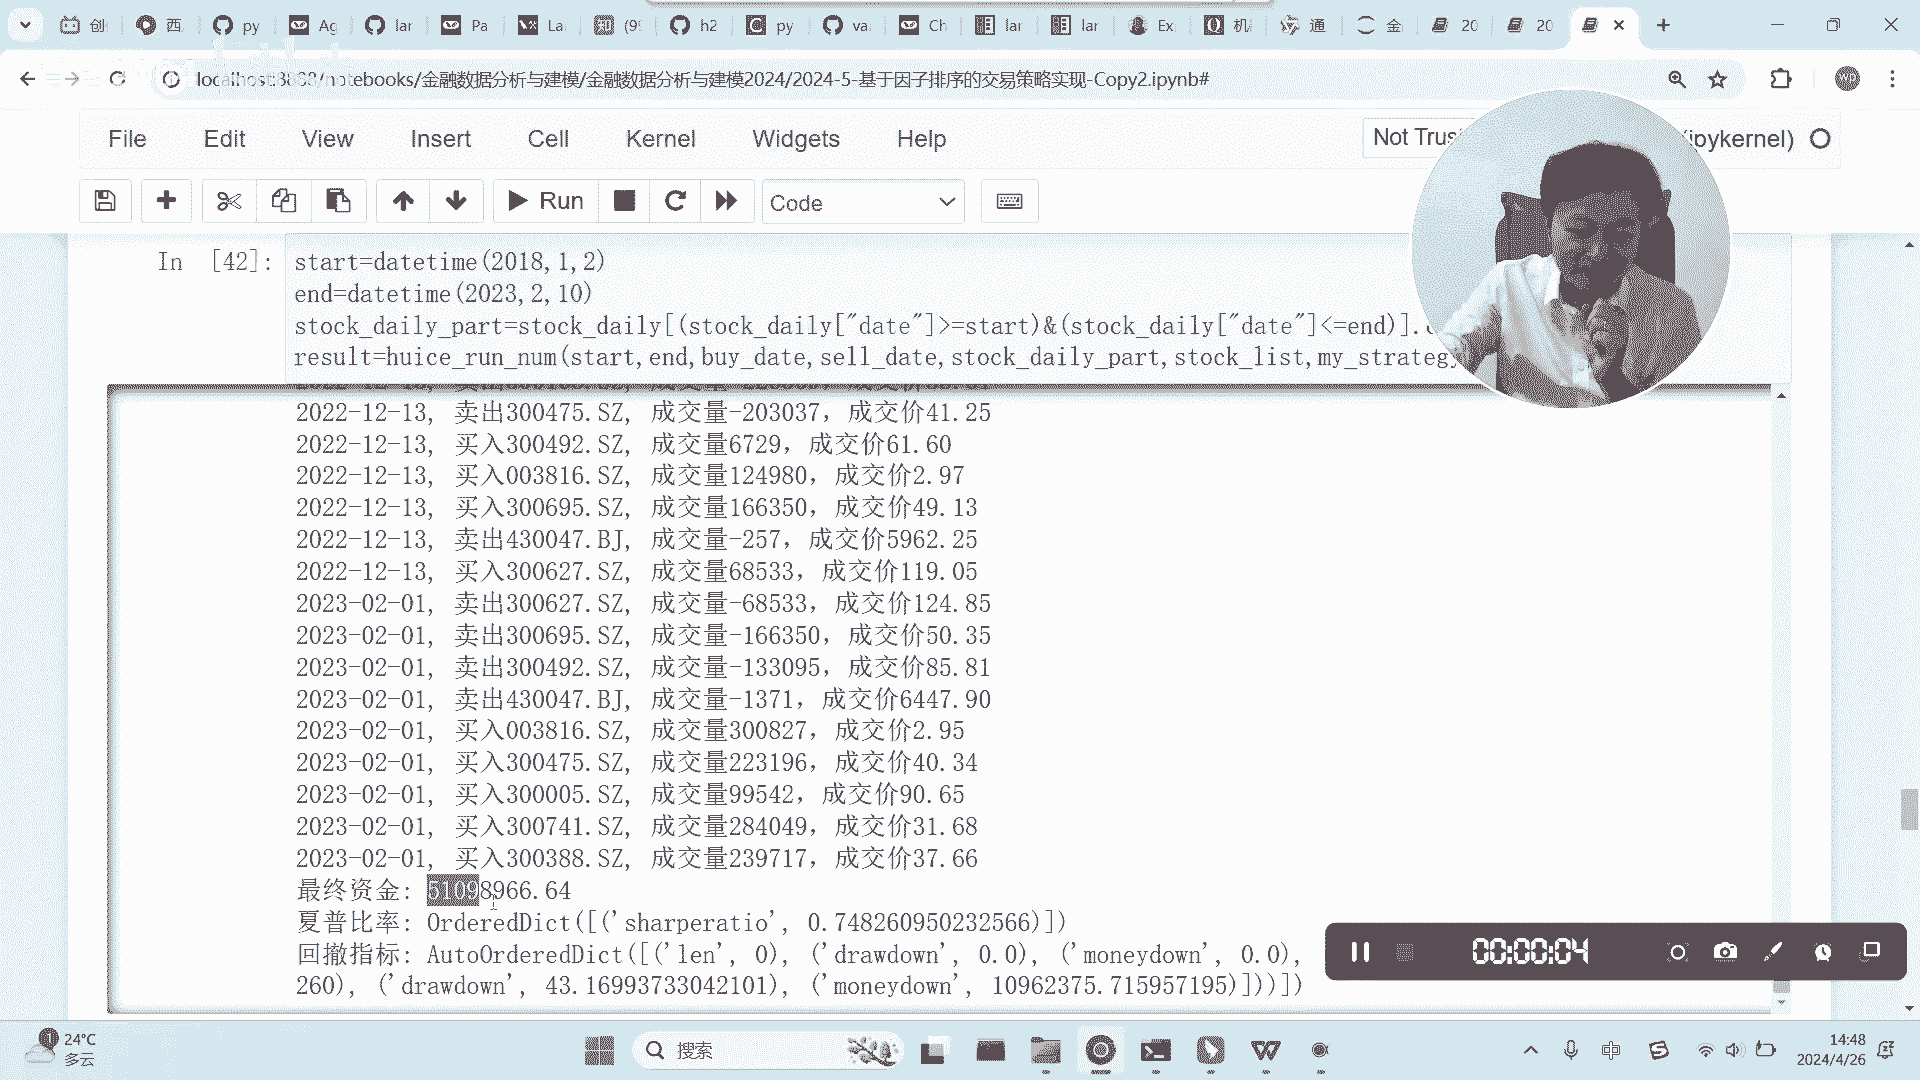 创
西
py
Ag
lar
Pa
La
(9
h2
py
va
Ch
lar
lar
Ex
机
通
金
20
20
localhost:8888/notebooks/金融数据分析与建模/金融数据分析与建模2024/2024-5-基于因子排序的交易策略实现-Copy2.ipynb#
wp
File Edit View Insert Cell Kernel Widgets Help
Not Trus
(ipykernel)
Run
Code
In [42]:
start=datetime(2018,1,2)
end=datetime(2023,2,10)
stock_daily_part=stock_daily[(stock_daily["date"]>=start)&(stock_daily["date"]<=end)].
result=huice_run_num(start,end,buy_date,sell_date,stock_daily_part,stock_list,my_strategy
2022-12-13, 卖出300475.SZ, 成交量-203037，成交价41.25
2022-12-13, 买入300492.SZ, 成交量6729，成交价61.60
2022-12-13, 买入003816.SZ, 成交量124980，成交价2.97
2022-12-13, 买入300695.SZ, 成交量166350，成交价49.13
2022-12-13, 卖出430047.BJ, 成交量-257，成交价5962.25
2022-12-13, 买入300627.SZ, 成交量68533，成交价119.05
2023-02-01, 卖出300627.SZ, 成交量-68533，成交价124.85
2023-02-01, 卖出300695.SZ, 成交量-166350，成交价50.35
2023-02-01, 卖出300492.SZ, 成交量-133095，成交价85.81
2023-02-01, 卖出430047.BJ, 成交量-1371，成交价6447.90
2023-02-01, 买入003816.SZ, 成交量300827，成交价2.95
2023-02-01, 买入300475.SZ, 成交量223196，成交价40.34
2023-02-01, 买入300005.SZ, 成交量99542，成交价90.65
2023-02-01, 买入300741.SZ, 成交量284049，成交价31.68
2023-02-01, 买入300388.SZ, 成交量239717，成交价37.66
最终资金: 51098966.64
夏普比率: OrderedDict([('sharperatio', 0.748260950232566)])
回撤指标: AutoOrderedDict([('len', 0), ('drawdown', 0.0), ('moneydown', 0.0),
260), ('drawdown', 43.16993733042101), ('moneydown', 10962375.715957195)]))])
00:00:04
1
24°C
多云
搜索
中
14:48
2024/4/26